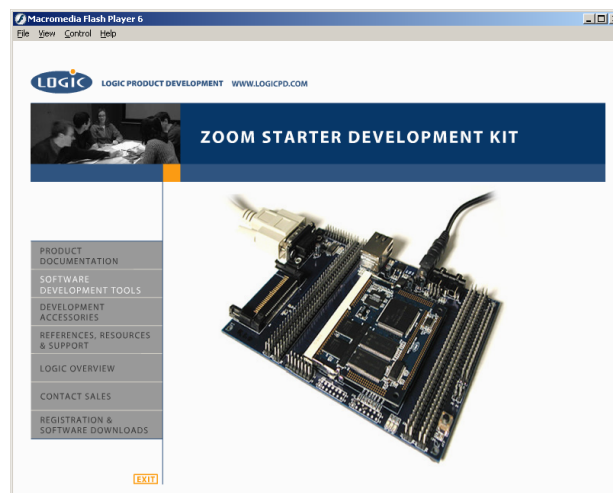 Macromedia Flash Player 6
File View Control Help
LOGIC LOGIC PRODUCT DEVELOPMENT WWW.LOGICPD.COM
ZOOM STARTER DEVELOPMENT KIT
PRODUCT
DOCUMENTATION
SOFTWARE
DEVELOPMENT TOOLS
DEVELOPMENT
ACCESSORIES
REFERENCES, RESOURCES
& SUPPORT
LOGIC OVERVIEW
CONTACT SALES
REGISTRATION &
SOFTWARE DOWNLOADS
EXIT